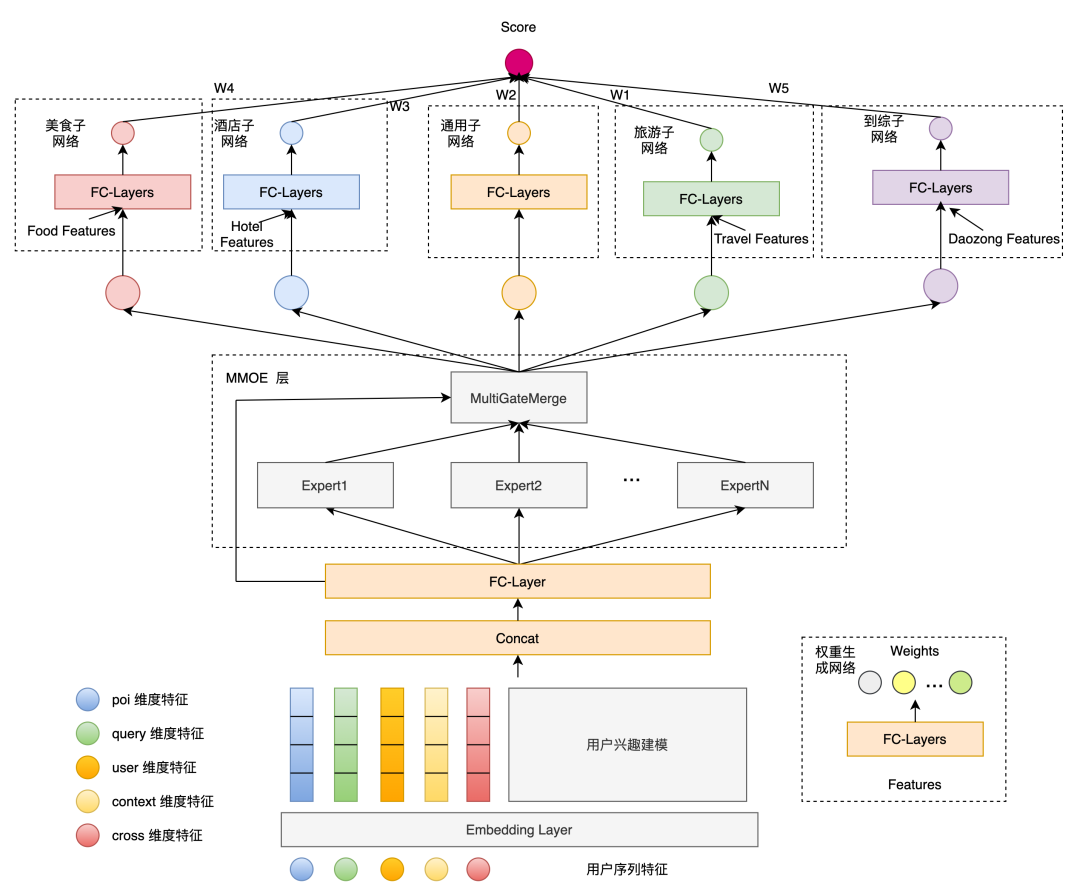 Score
W4
W3
W2
W1
W5
美食子
网络
酒店子
网络
通用子
网络
旅游子
网络
到综子
网络
FC-Layers
FC-Layers
FC-Layers
FC-Layers
FC-Layers
Food Features
Hotel
Features
Travel Features
Daozong Features
MMOE 层
MultiGateMerge
Expert1
Expert2
...
ExpertN
FC-Layer
Concat
权重生
成网络
Weights
...
FC-Layers
Features
poi 维度特征
query 维度特征
user 维度特征
context 维度特征
cross 维度特征
用户兴趣建模
Embedding Layer
用户序列特征